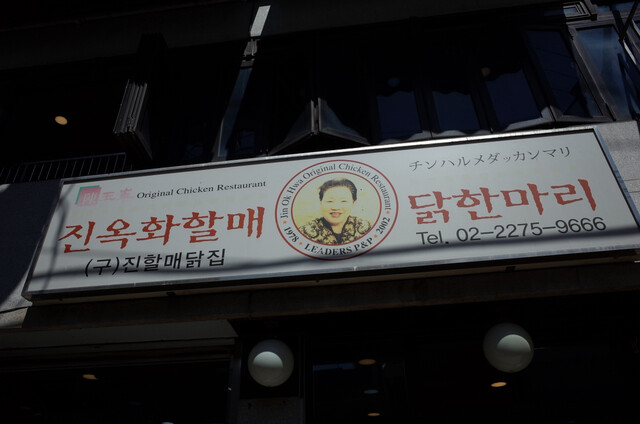 Original Chicken Restaurant
진옥화할매
(구)진할매닭집
Jin Ok Hwa Original Chicken Restaurant
1978 LEADERS P&P 2002
チンハルメダッカンマリ
닭한마리
Tel. 02-2275-9666